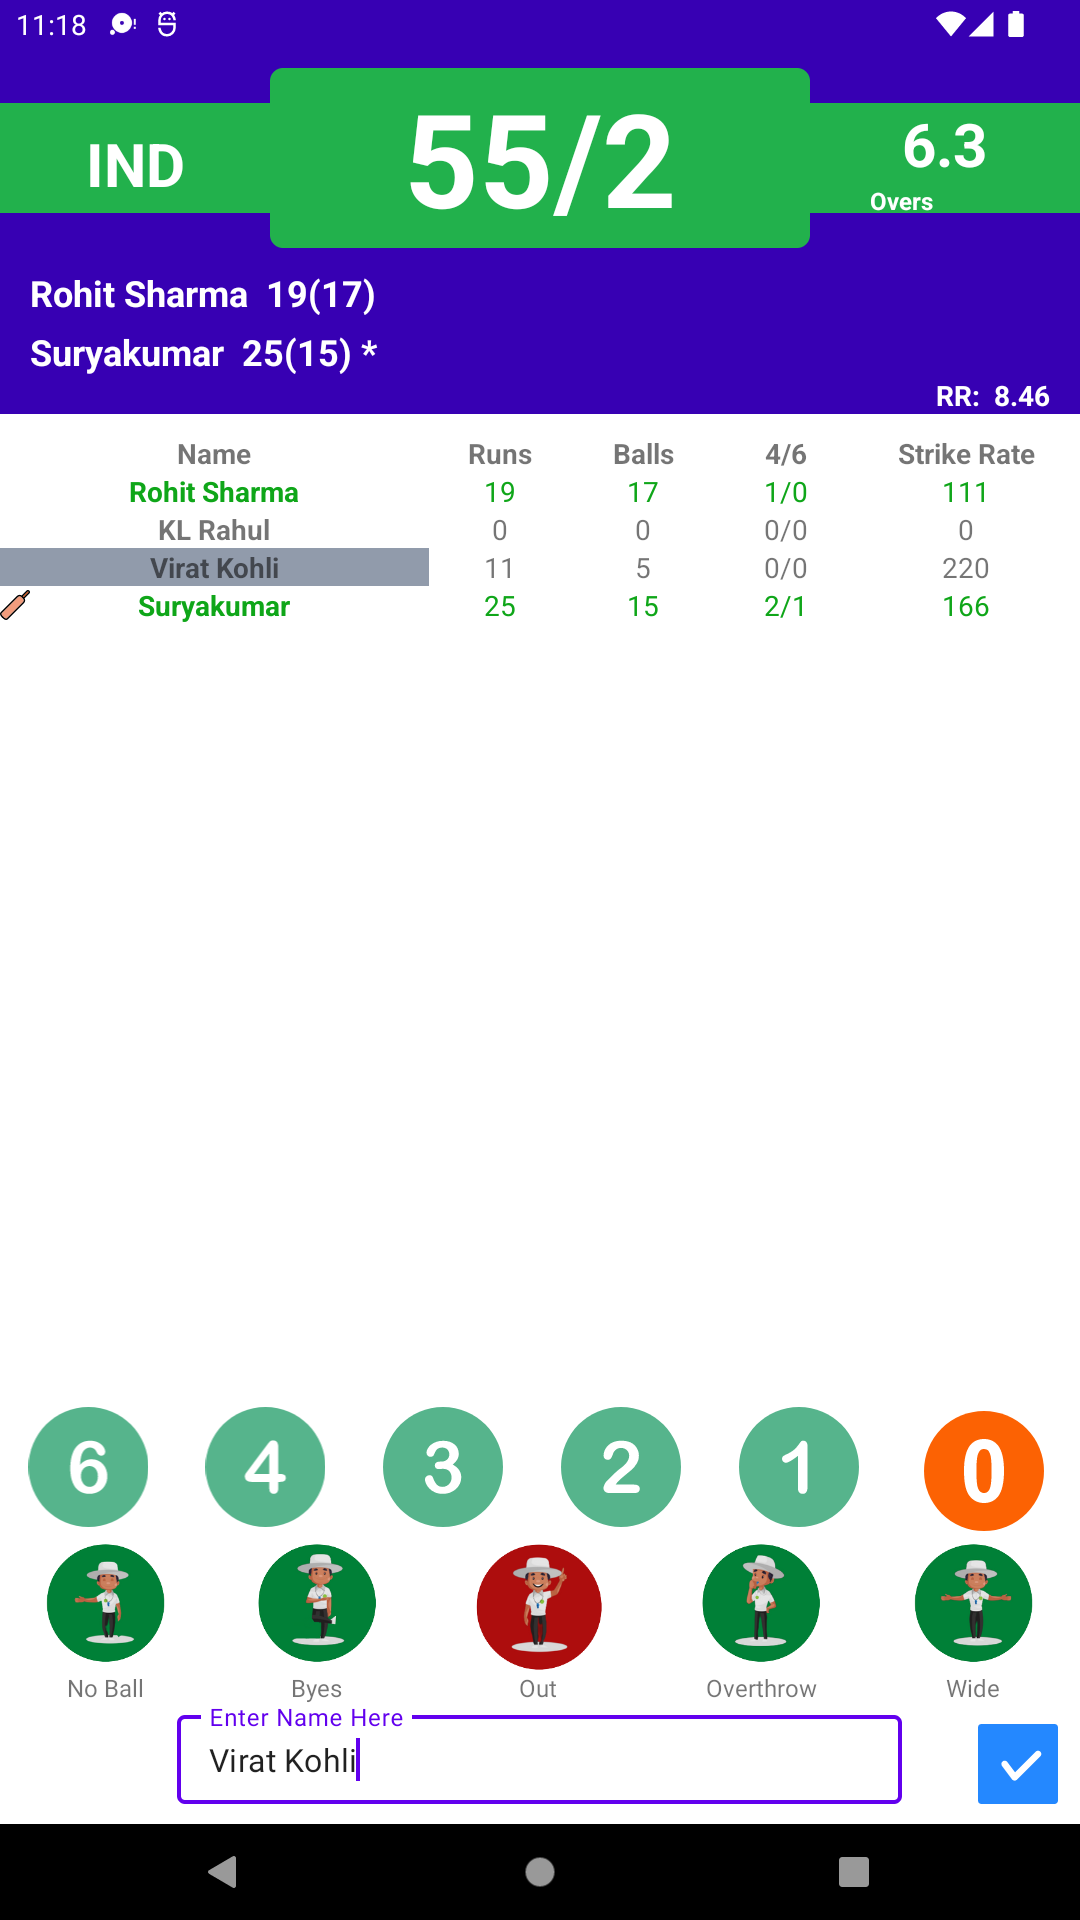 11:18
IND
55/2
6.3
Overs
Rohit Sharma 19(17)
Suryakumar 25(15) *
RR: 8.46
Name Runs Balls 4/6 Strike Rate
Rohit Sharma 19 17 1/0 111
KL Rahul 0 0 0/0 0
Virat Kohli 11 5 0/0 220
Suryakumar 25 15 2/1 166
6 4 3 2 1 0
No Ball Byes Out Overthrow Wide
Enter Name Here
Virat Kohli